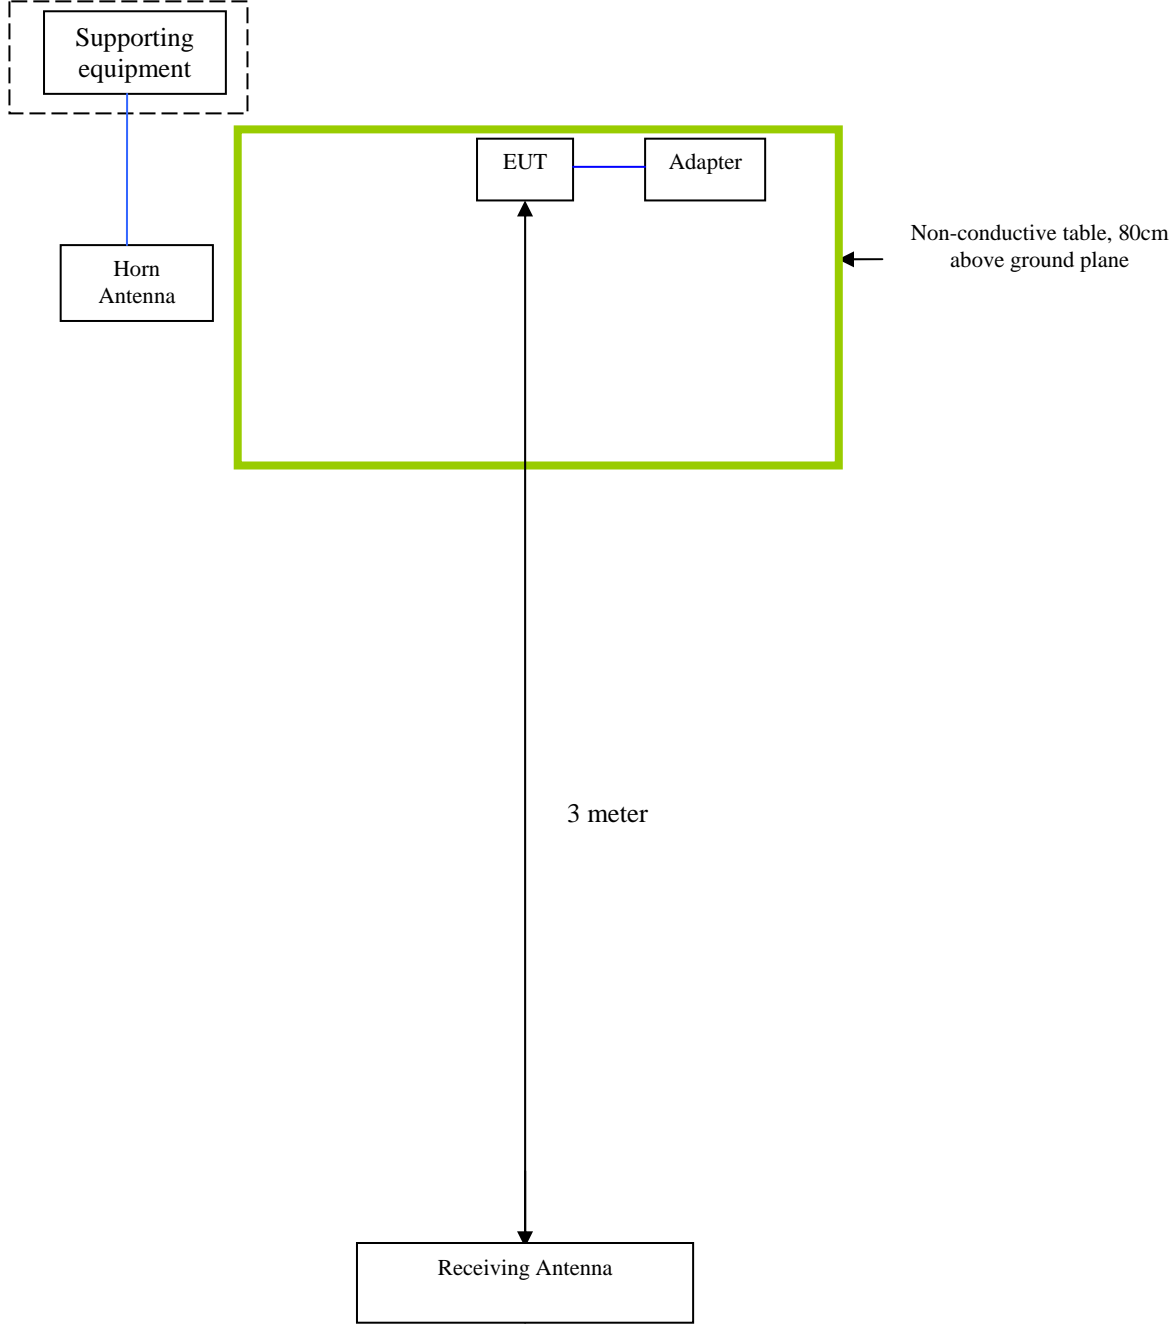 Supporting
equipment
EUT
Adapter
Non-conductive table, 80cm
above ground plane
Horn
Antenna
3 meter
Receiving Antenna